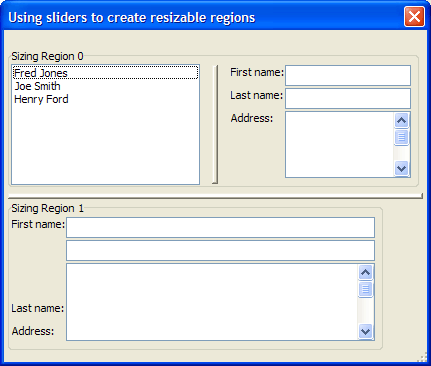 Using sliders to create resizable regions
Sizing Region 0
Fred Jones
Joe Smith
Henry Ford
First name:
Last name:
Address:
Sizing Region 1
First name:
Last name:
Address: